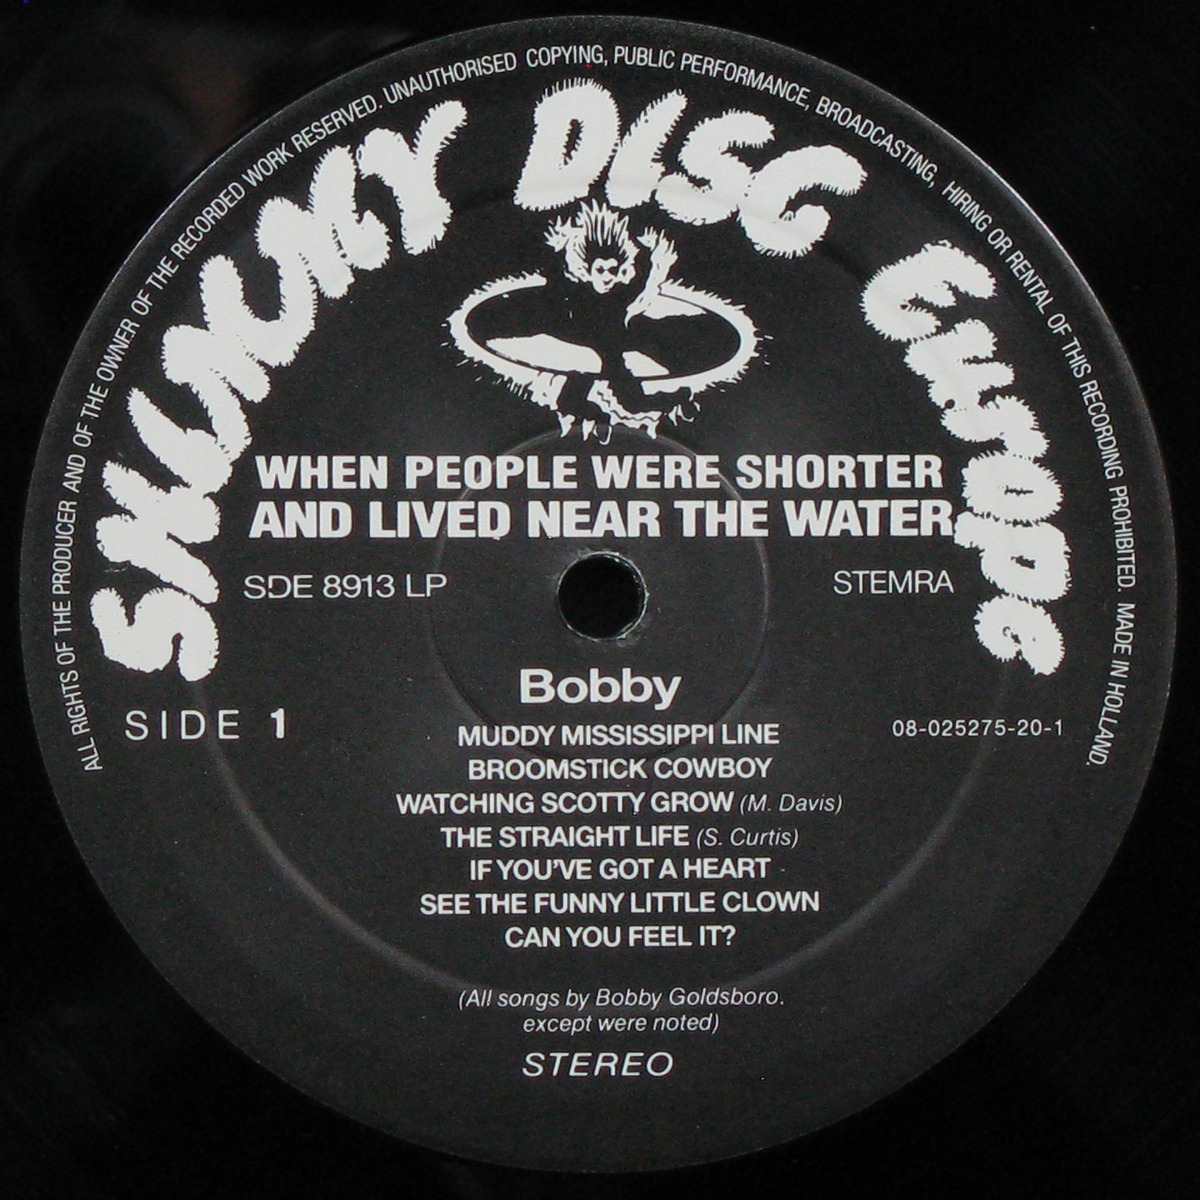 ALL RIGHTS OF THE PRODUCER AND OF THE OWNER OF THE RECORDED WORK RESERVED. UNAUTHORISED COPYING, PUBLIC PERFORMANCE, BROADCASTING, HIRING OR RENTAL OF THIS RECORDING PROHIBITED. MADE IN HOLLAND.
SHIMMY DISC EUROPE
WHEN PEOPLE WERE SHORTER
AND LIVED NEAR THE WATER
SDE 8913 LP
STEMRA
Bobby
SIDE 1
08-025275-20-1
MUDDY MISSISSIPPI LINE
BROOMSTICK COWBOY
WATCHING SCOTTY GROW (M. Davis)
THE STRAIGHT LIFE (S. Curtis)
IF YOU'VE GOT A HEART
SEE THE FUNNY LITTLE CLOWN
CAN YOU FEEL IT?
(All songs by Bobby Goldsboro.
except were noted)
STEREO